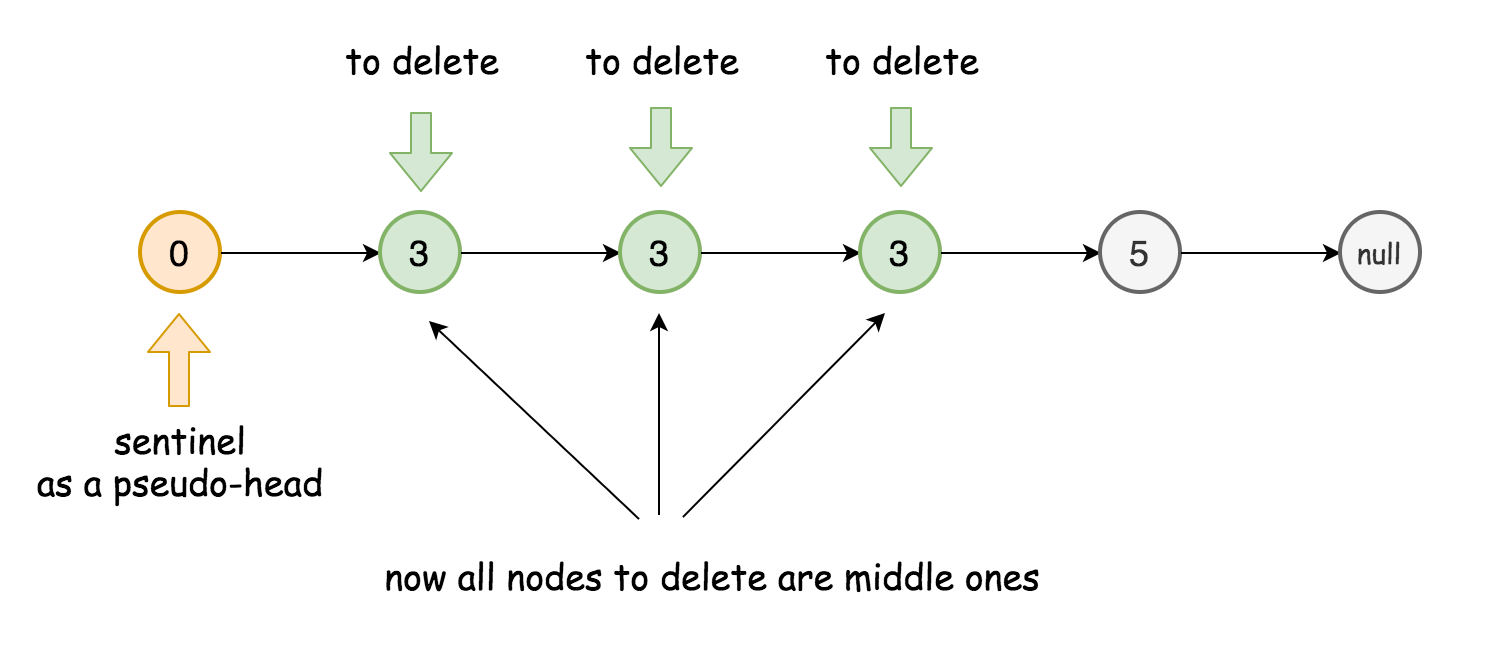 to delete to delete to delete
0 3 3 3 5 null
sentinel
as a pseudo-head
now all nodes to delete are middle ones